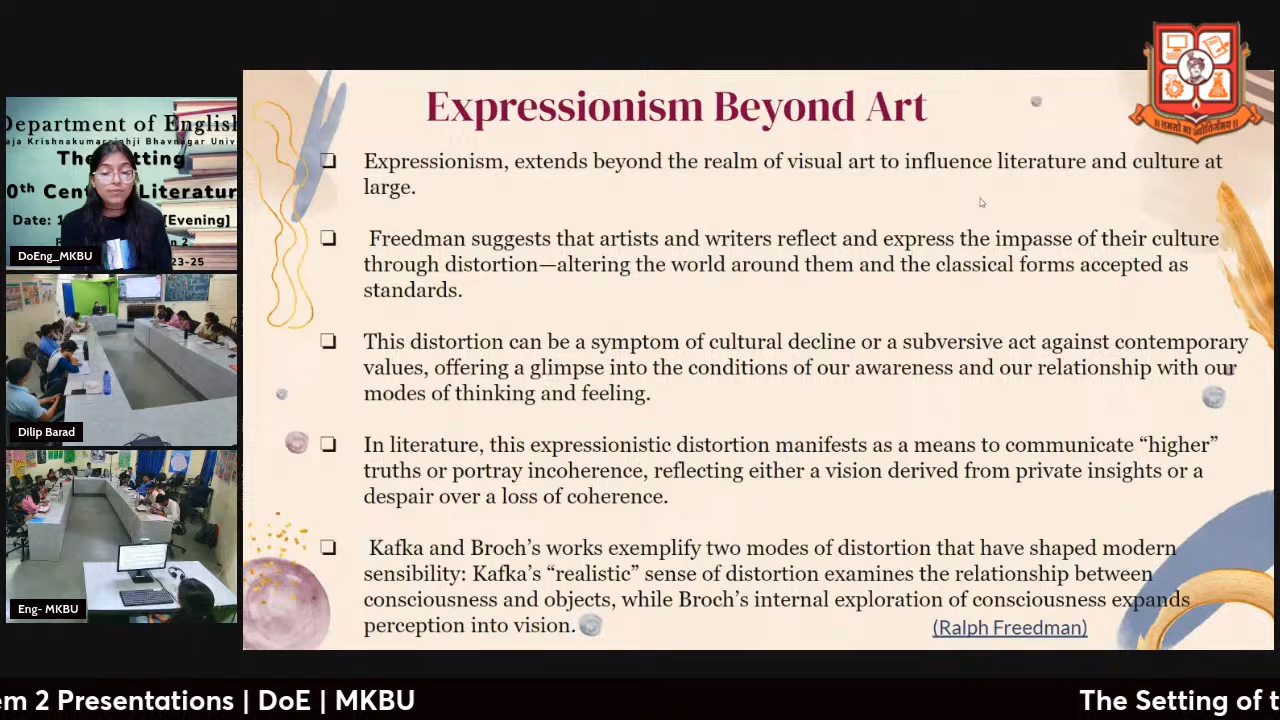 Expressionism Beyond Art
❏ Expressionism, extends beyond the realm of visual art to influence literature and culture at
large.
❏ Freedman suggests that artists and writers reflect and express the impasse of their culture
through distortion—altering the world around them and the classical forms accepted as
standards.
❏ This distortion can be a symptom of cultural decline or a subversive act against contemporary
values, offering a glimpse into the conditions of our awareness and our relationship with our
modes of thinking and feeling.
❏ In literature, this expressionistic distortion manifests as a means to communicate “higher”
truths or portray incoherence, reflecting either a vision derived from private insights or a
despair over a loss of coherence.
❏ Kafka and Broch’s works exemplify two modes of distortion that have shaped modern
sensibility: Kafka’s “realistic” sense of distortion examines the relationship between
consciousness and objects, while Broch’s internal exploration of consciousness expands
perception into vision.
(Ralph Freedman)
Department of English
Krishnakumarsinhji Bhavnagar
The Setting
Literature
Date: 1 [Evening]
23-25
DoEng_MKBU
Dilip Barad
Eng- MKBU
em 2 Presentations | DoE | MKBU
The Setting of t